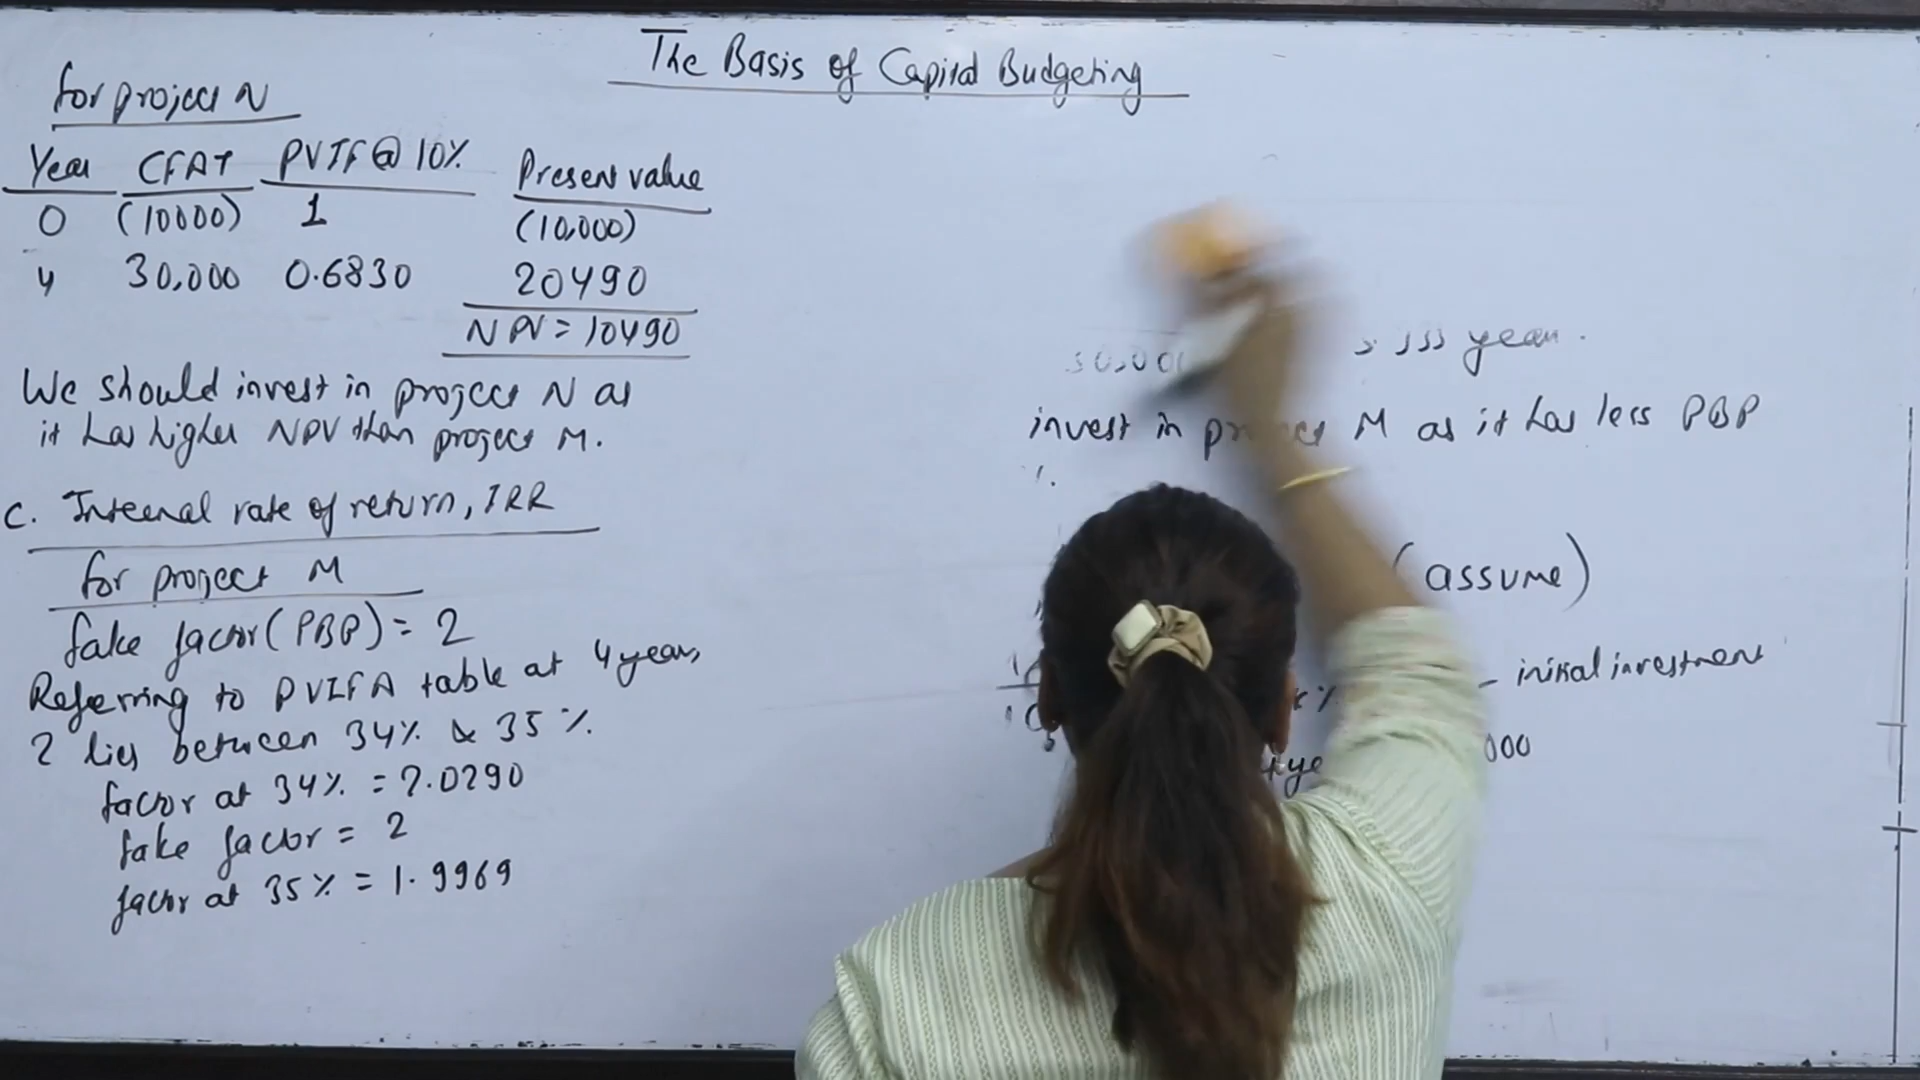 The Basis of Capital Budgeting
for project N
Year CFAT PVIF@ 10% Present value
0 (10000) 1 (10,000)
4 30,000 0.6830 20490
NPV = 10490
We should invest in project N as
it has higher NPV than project M.
C. Internal rate of return, IRR
for project M
fake factor (PBP) = 2
Referring to PVIFA table at 4 years,
2 lies between 34% & 35%.
factor at 34% = 2.0290
fake factor = 2
factor at 35% = 1.9969
year.
invest in project M as it has less PBP
(assume)
- initial investment
000